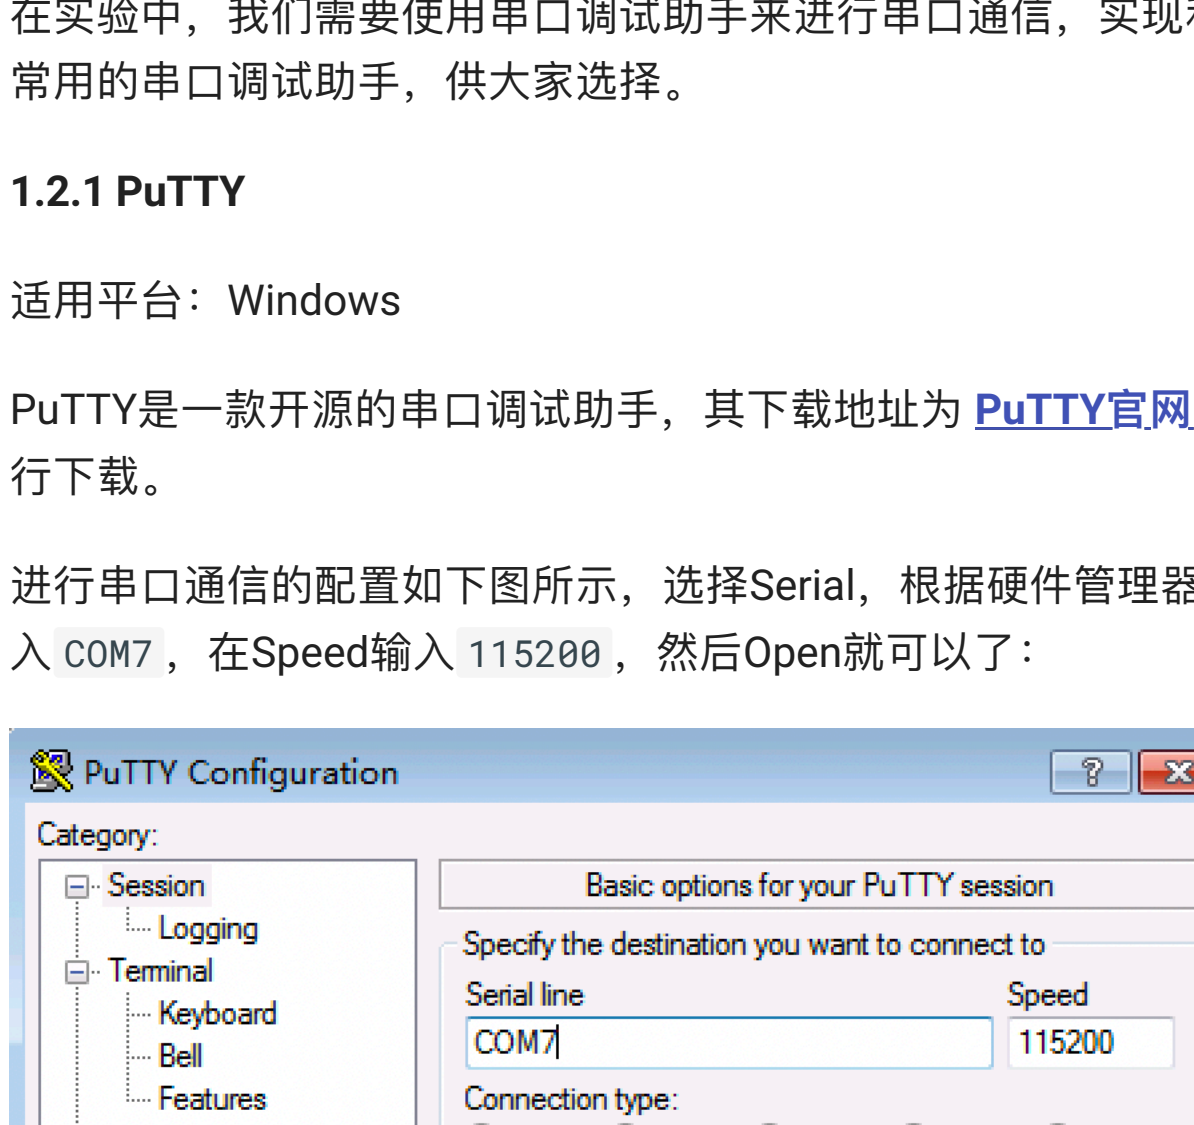 在实验中，我们需要使用串口调试助手来进行串口通信，实现
常用的串口调试助手，供大家选择。
1.2.1 PuTTY
适用平台：Windows
PuTTY是一款开源的串口调试助手，其下载地址为 PuTTY官网
行下载。
进行串口通信的配置如下图所示，选择Serial，根据硬件管理器
入 COM7 ，在Speed输入 115200 ，然后Open就可以了：
PuTTY Configuration
Category:
Session
Logging
Terminal
Keyboard
Bell
Features
Basic options for your PuTTY session
Specify the destination you want to connect to
Serial line
Speed
COM7
115200
Connection type: